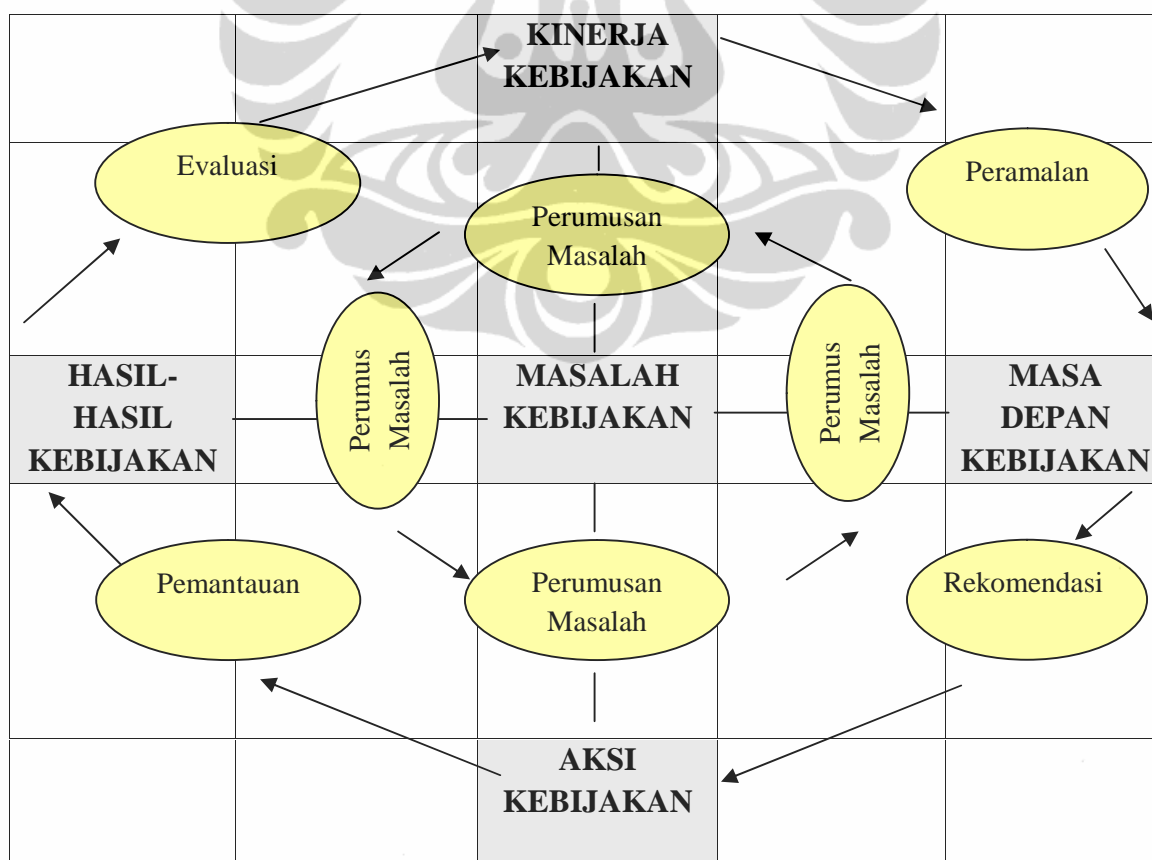 KINERJA
KEBIJAKAN
Evaluasi
Peramalan
Perumusan
Masalah
Perumus
Masalah
Perumus
Masalah
HASIL-
HASIL
KEBIJAKAN
MASALAH
KEBIJAKAN
MASA
DEPAN
KEBIJAKAN
Pemantauan
Perumusan
Masalah
Rekomendasi
AKSI
KEBIJAKAN